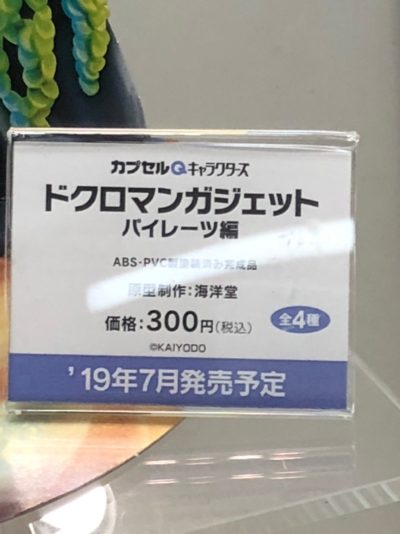 カプセルQキャラクターズ
ドクロマンガジェット
パイレーツ編
ABS・PVC製塗装済み完成品
原型制作:海洋堂
価格:300円(税込)
全4種
©KAIYODO
'19年7月発売予定